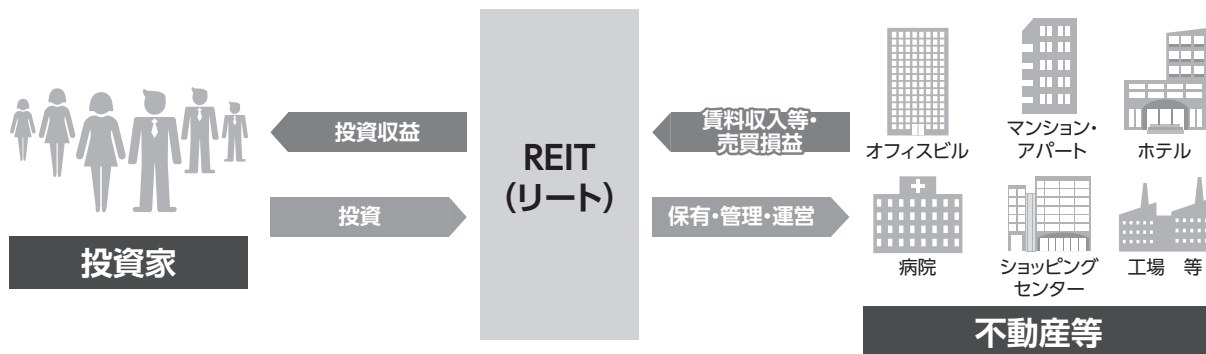 投資収益
投資
投資家
REIT
(リート)
賃料収入等・
売買損益
保有・管理・運営
オフィスビル
マンション・
アパート
ホテル
病院
ショッピング
センター
工場 等
不動産等